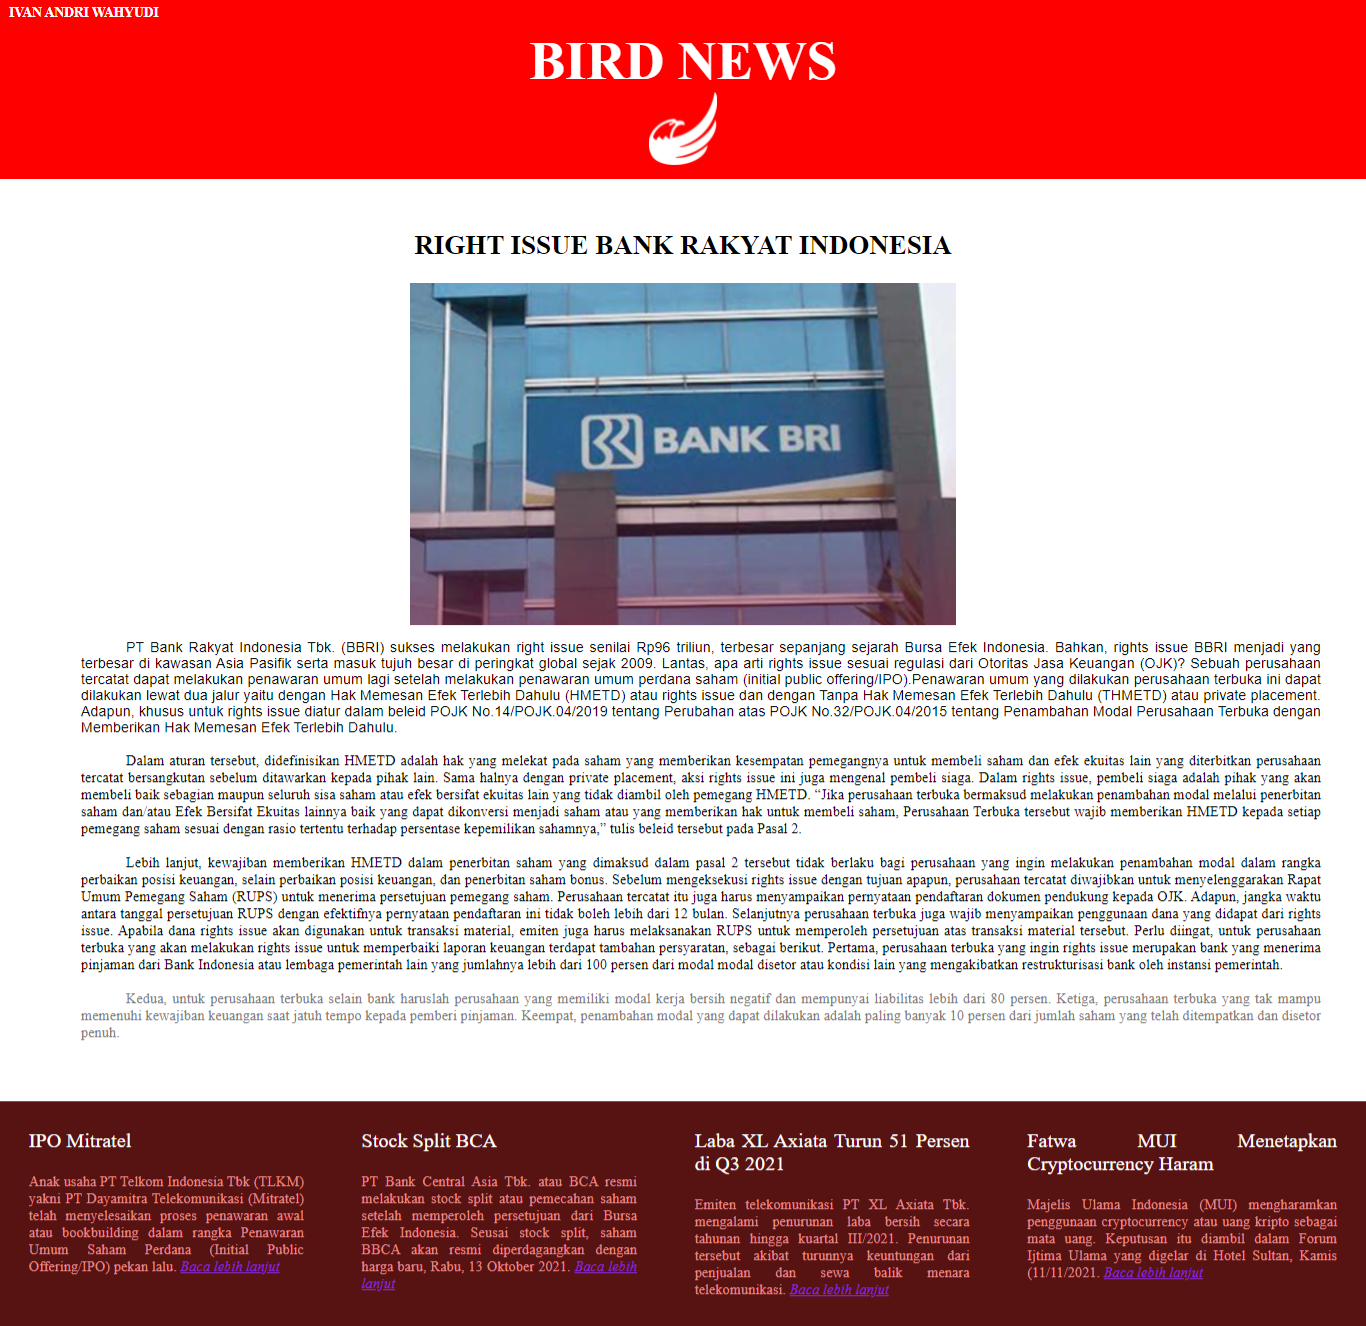 IVAN ANDRI WAHYUDI
BIRD NEWS
RIGHT ISSUE BANK RAKYAT INDONESIA
BANK BRI
PT Bank Rakyat Indonesia Tbk. (BBRI) sukses melakukan right issue senilai Rp96 triliun, terbesar sepanjang sejarah Bursa Efek Indonesia. Bahkan, rights issue BBRI menjadi yang
terbesar di kawasan Asia Pasifik serta masuk tujuh besar di peringkat global sejak 2009. Lantas, apa arti rights issue sesuai regulasi dari Otoritas Jasa Keuangan (OJK)? Sebuah perusahaan
tercatat dapat melakukan penawaran umum lagi setelah melakukan penawaran umum perdana saham (initial public offering/IPO).Penawaran umum yang dilakukan perusahaan terbuka ini dapat
dilakukan lewat dua jalur yaitu dengan Hak Memesan Efek Terlebih Dahulu (HMETD) atau rights issue dan dengan Tanpa Hak Memesan Efek Terlebih Dahulu (THMETD) atau private placement.
Adapun, khusus untuk rights issue diatur dalam beleid POJK No.14/POJK.04/2019 tentang Perubahan atas POJK No.32/POJK.04/2015 tentang Penambahan Modal Perusahaan Terbuka dengan
Memberikan Hak Memesan Efek Terlebih Dahulu.
Dalam aturan tersebut, didefinisikan HMETD adalah hak yang melekat pada saham yang memberikan kesempatan pemegangnya untuk membeli saham dan efek ekuitas lain yang diterbitkan perusahaan
tercatat bersangkutan sebelum ditawarkan kepada pihak lain. Sama halnya dengan private placement, aksi rights issue ini juga mengenal pembeli siaga. Dalam rights issue, pembeli siaga adalah pihak yang akan
membeli baik sebagian maupun seluruh sisa saham atau efek bersifat ekuitas lain yang tidak diambil oleh pemegang HMETD. “Jika perusahaan terbuka bermaksud melakukan penambahan modal melalui penerbitan
saham dan/atau Efek Bersifat Ekuitas lainnya baik yang dapat dikonversi menjadi saham atau yang memberikan hak untuk membeli saham, Perusahaan Terbuka tersebut wajib memberikan HMETD kepada setiap
pemegang saham sesuai dengan rasio tertentu terhadap persentase kepemilikan sahamnya,” tulis beleid tersebut pada Pasal 2.
Lebih lanjut, kewajiban memberikan HMETD dalam penerbitan saham yang dimaksud dalam pasal 2 tersebut tidak berlaku bagi perusahaan yang ingin melakukan penambahan modal dalam rangka
perbaikan posisi keuangan, selain perbaikan posisi keuangan, dan penerbitan saham bonus. Sebelum mengeksekusi rights issue dengan tujuan apapun, perusahaan tercatat diwajibkan untuk menyelenggarakan Rapat
Umum Pemegang Saham (RUPS) untuk menerima persetujuan pemegang saham. Perusahaan tercatat itu juga harus menyampaikan pernyataan pendaftaran dokumen pendukung kepada OJK. Adapun, jangka waktu
antara tanggal persetujuan RUPS dengan efektifnya pernyataan pendaftaran ini tidak boleh lebih dari 12 bulan. Selanjutnya perusahaan terbuka juga wajib menyampaikan penggunaan dana yang didapat dari rights
issue. Apabila dana rights issue akan digunakan untuk transaksi material, emiten juga harus melaksanakan RUPS untuk memperoleh persetujuan atas transaksi material tersebut. Perlu diingat, untuk perusahaan
terbuka yang akan melakukan rights issue untuk memperbaiki laporan keuangan terdapat tambahan persyaratan, sebagai berikut. Pertama, perusahaan terbuka yang ingin rights issue merupakan bank yang menerima
pinjaman dari Bank Indonesia atau lembaga pemerintah lain yang jumlahnya lebih dari 100 persen dari modal modal disetor atau kondisi lain yang mengakibatkan restrukturisasi bank oleh instansi pemerintah.
Kedua, untuk perusahaan terbuka selain bank haruslah perusahaan yang memiliki modal kerja bersih negatif dan mempunyai liabilitas lebih dari 80 persen. Ketiga, perusahaan terbuka yang tak mampu
memenuhi kewajiban keuangan saat jatuh tempo kepada pemberi pinjaman. Keempat, penambahan modal yang dapat dilakukan adalah paling banyak 10 persen dari jumlah saham yang telah ditempatkan dan disetor
penuh.
IPO Mitratel
Anak usaha PT Telkom Indonesia Tbk (TLKM)
yakni PT Dayamitra Telekomunikasi (Mitratel)
telah menyelesaikan proses penawaran awal
atau bookbuilding dalam rangka Penawaran
Umum Saham Perdana (Initial Public
Offering/IPO) pekan lalu. Baca lebih lanjut
Stock Split BCA
PT Bank Central Asia Tbk. atau BCA resmi
melakukan stock split atau pemecahan saham
setelah memperoleh persetujuan dari Bursa
Efek Indonesia. Seusai stock split, saham
BBCA akan resmi diperdagangkan dengan
harga baru, Rabu, 13 Oktober 2021. Baca lebih
lanjut
Laba XL Axiata Turun 51 Persen
di Q3 2021
Emiten telekomunikasi PT XL Axiata Tbk.
mengalami penurunan laba bersih secara
tahunan hingga kuartal III/2021. Penurunan
tersebut akibat turunnya keuntungan dari
penjualan dan sewa balik menara
telekomunikasi. Baca lebih lanjut
Fatwa MUI Menetapkan
Cryptocurrency Haram
Majelis Ulama Indonesia (MUI) mengharamkan
penggunaan cryptocurrency atau uang kripto sebagai
mata uang. Keputusan itu diambil dalam Forum
Ijtima Ulama yang digelar di Hotel Sultan, Kamis
(11/11/2021. Baca lebih lanjut